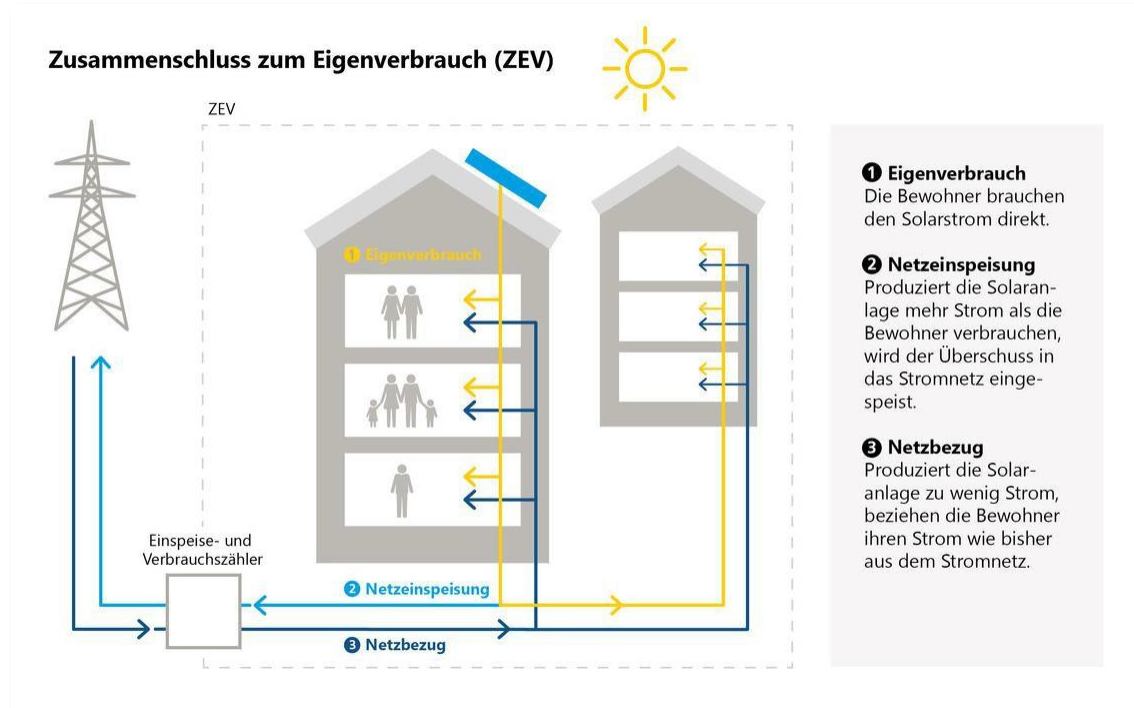 Zusammenschluss zum Eigenverbrauch (ZEV)
ZEV
1 Eigenverbrauch
Einspeise- und
Verbrauchszähler
2 Netzeinspeisung
3 Netzbezug
1 Eigenverbrauch
Die Bewohner brauchen
den Solarstrom direkt.
2 Netzeinspeisung
Produziert die Solaran-
lage mehr Strom als die
Bewohner verbrauchen,
wird der Überschuss in
das Stromnetz einge-
speist.
3 Netzbezug
Produziert die Solar-
anlage zu wenig Strom,
beziehen die Bewohner
ihren Strom wie bisher
aus dem Stromnetz.